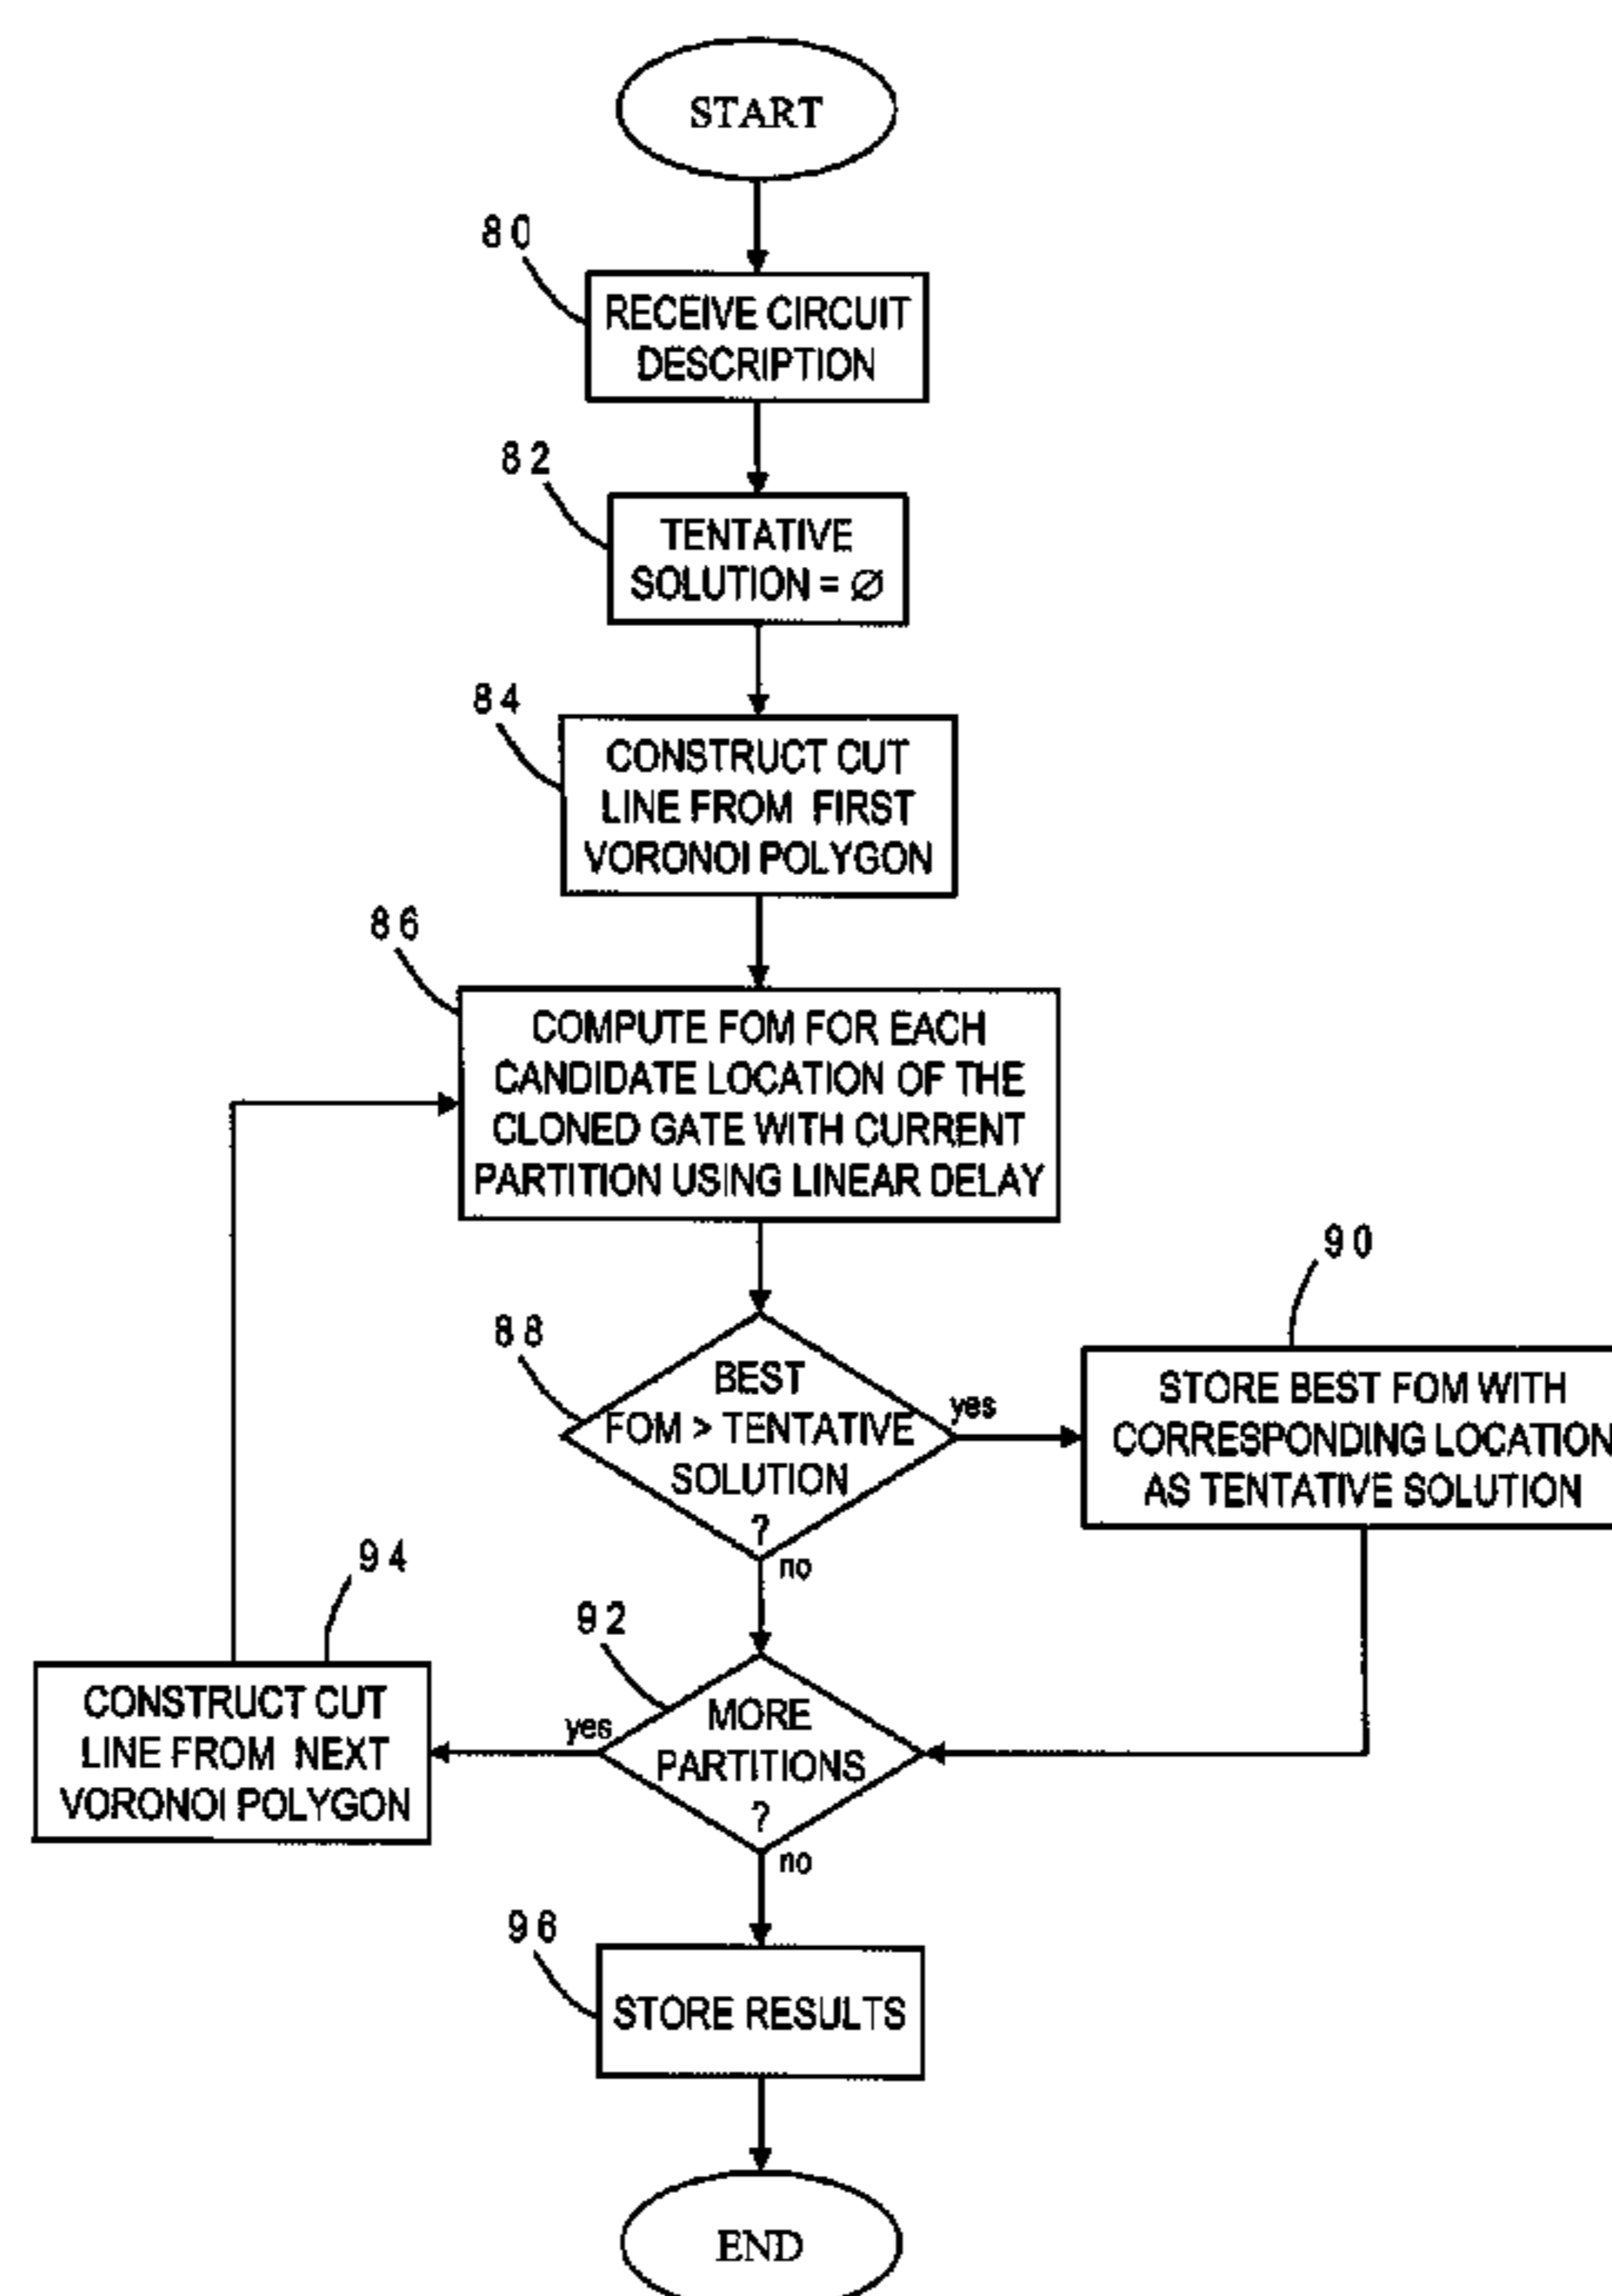 START
80
RECEIVE CIRCUIT
DESCRIPTION
82
TENTATIVE
SOLUTION = ∅
84
CONSTRUCT CUT
LINE FROM FIRST
VORONOI POLYGON
86
COMPUTE FOM FOR EACH
CANDIDATE LOCATION OF THE
CLONED GATE WITH CURRENT
PARTITION USING LINEAR DELAY
88
BEST
FOM > TENTATIVE
SOLUTION
?
yes
no
90
STORE BEST FOM WITH
CORRESPONDING LOCATION
AS TENTATIVE SOLUTION
92
MORE
PARTITIONS
?
yes
no
94
CONSTRUCT CUT
LINE FROM NEXT
VORONOI POLYGON
96
STORE RESULTS
END